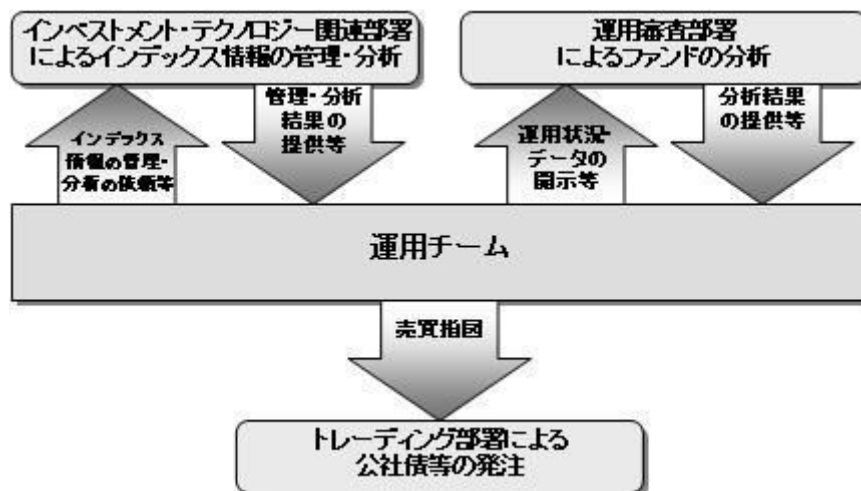 インベストメント・テクノロジー関連部署
によるインデックス情報の管理・分析
運用審査部署
によるファンドの分析
インデックス
情報の管理・
分析の依頼等
管理・分析
結果の
提供等
運用状況・
データの
開示等
分析結果
の提供等
運用チーム
売買指図
トレーディング部署による
公社債等の発注